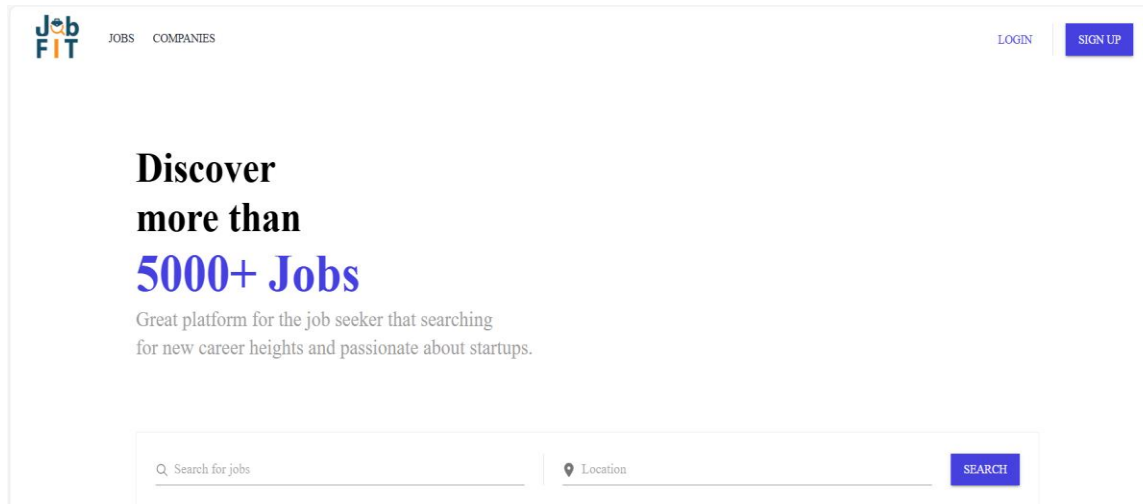 Job
FIT
JOBS COMPANIES
LOGIN
SIGN UP
Discover
more than
5000+ Jobs
Great platform for the job seeker that searching
for new career heights and passionate about startups.
Search for jobs
Location
SEARCH